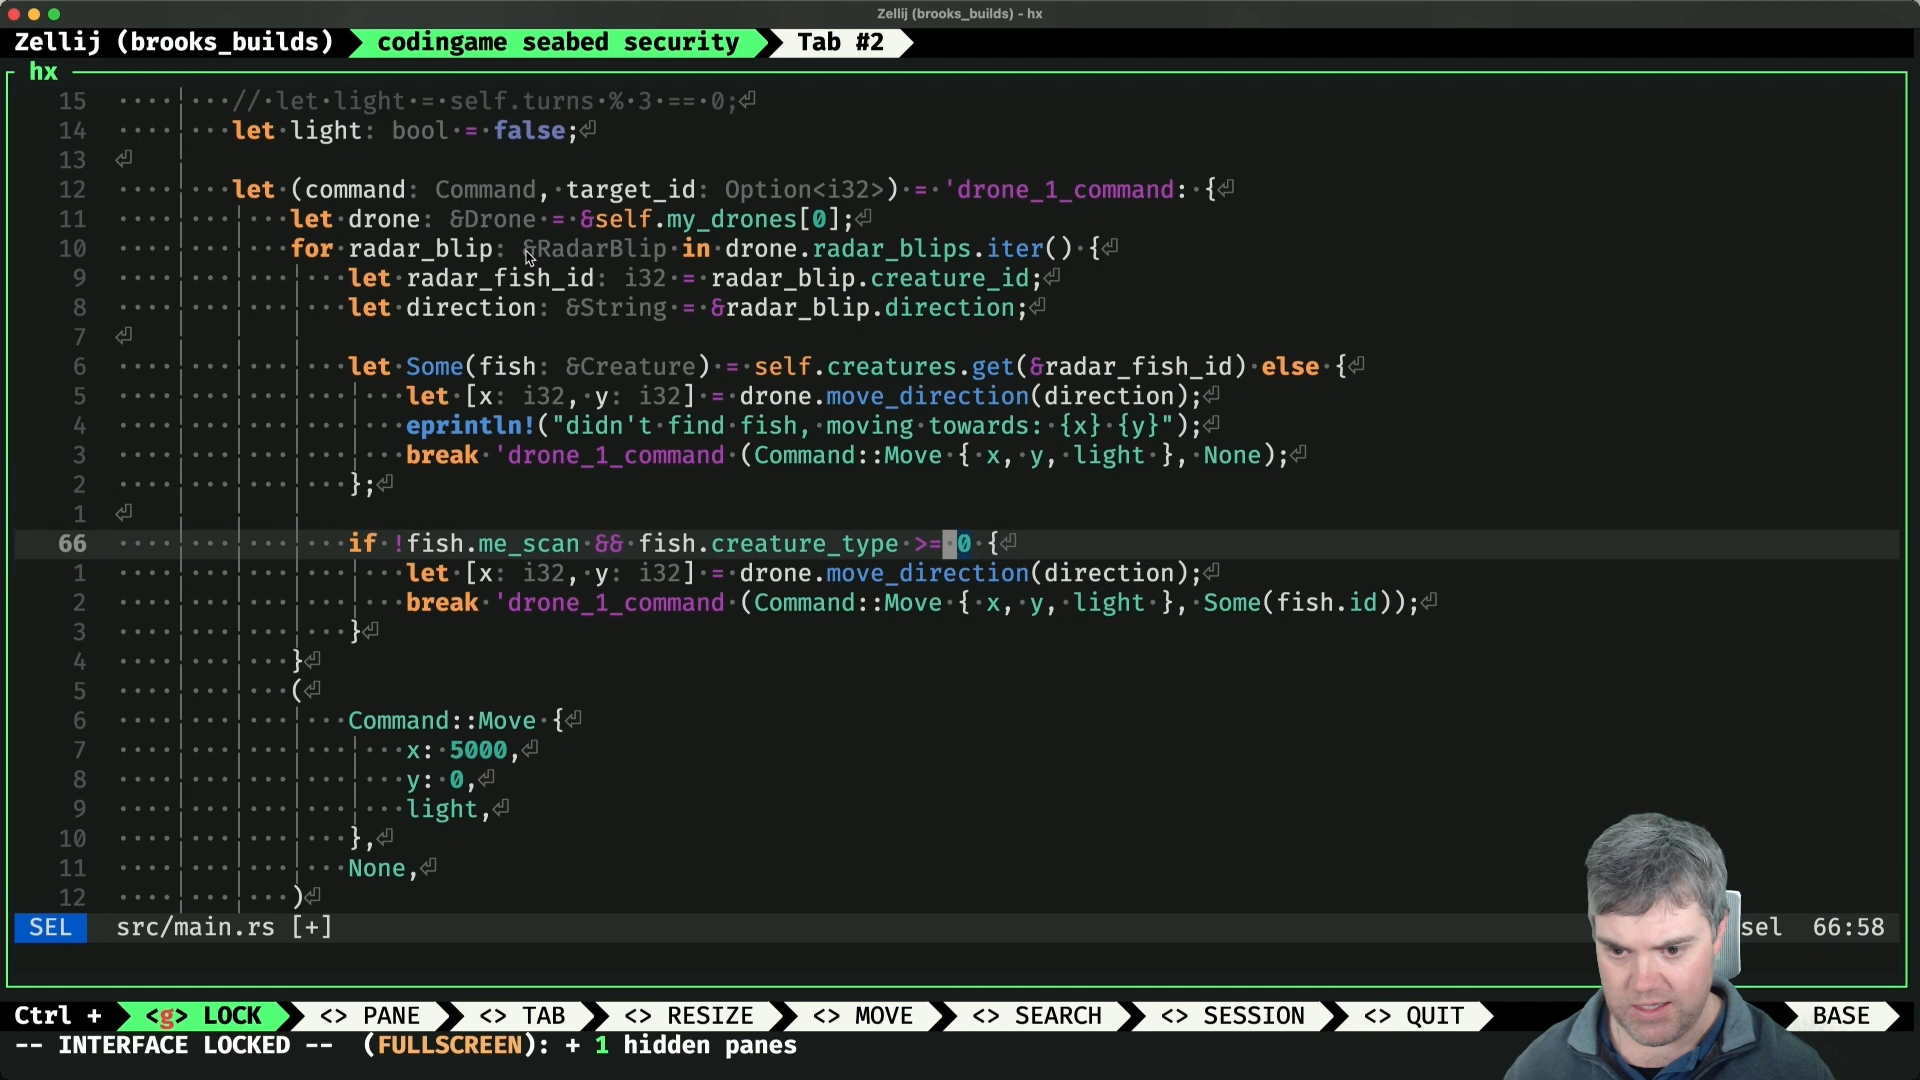 Zellij (brooks_builds) - hx
Zellij (brooks_builds) codingame seabed security Tab #2
hx
15 // let light = self.turns % 3 == 0;
14 let light: bool = false;
13
12 let (command: Command, target_id: Option<i32>) = 'drone_1_command: {
11 let drone: &Drone = &self.my_drones[0];
10 for radar_blip: &RadarBlip in drone.radar_blips.iter() {
9 let radar_fish_id: i32 = radar_blip.creature_id;
8 let direction: &String = &radar_blip.direction;
7
6 let Some(fish: &Creature) = self.creatures.get(&radar_fish_id) else {
5 let [x: i32, y: i32] = drone.move_direction(direction);
4 eprintln!("didn't find fish, moving towards: {x} {y}");
3 break 'drone_1_command (Command::Move { x, y, light }, None);
2 };
1
66 if !fish.me_scan && fish.creature_type >= 0 {
1 let [x: i32, y: i32] = drone.move_direction(direction);
2 break 'drone_1_command (Command::Move { x, y, light }, Some(fish.id));
3 }
4 }
5 (
6 Command::Move {
7 x: 5000,
8 y: 0,
9 light,
10 },
11 None,
12 )
SEL src/main.rs [+] sel 66:58
Ctrl + <g> LOCK <> PANE <> TAB <> RESIZE <> MOVE <> SEARCH <> SESSION <> QUIT BASE
-- INTERFACE LOCKED -- (FULLSCREEN): + 1 hidden panes